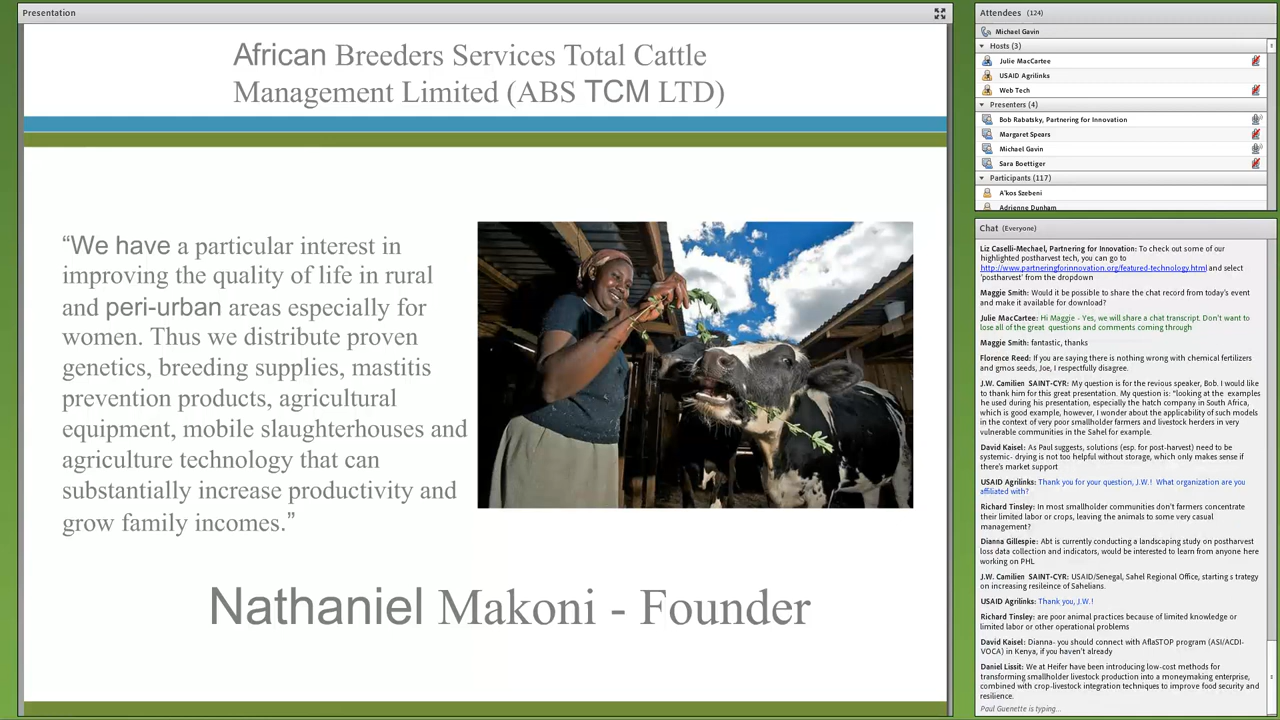 Presentation
African Breeders Services Total Cattle
Management Limited (ABS TCM LTD)
“We have a particular interest in
improving the quality of life in rural
and peri-urban areas especially for
women. Thus we distribute proven
genetics, breeding supplies, mastitis
prevention products, agricultural
equipment, mobile slaughterhouses and
agriculture technology that can
substantially increase productivity and
grow family incomes.”
Nathaniel Makoni - Founder
Attendees (124)
Michael Gavin
Hosts (3)
Julie MacCartee
USAID Agrilinks
Web Tech
Presenters (4)
Bob Rabatsky, Partnering for Innovation
Margaret Spears
Michael Gavin
Sara Boettiger
Participants (117)
A'kos Szebeni
Adrienne Dunham
Chat (Everyone)
Liz Caselli-Mechael, Partnering for Innovation: To check out some of our
highlighted postharvest tech, you can go to
http://www.partneringforinnovation.org/featured-technology.html and select
'postharvest' from the dropdown
Maggie Smith: Would it be possible to share the chat record from today's event
and make it available for download?
Julie MacCartee: Hi Maggie - Yes, we will share a chat transcript. Don't want to
lose all of the great questions and comments coming through
Maggie Smith: fantastic, thanks
Florence Reed: If you are saying there is nothing wrong with chemical fertilizers
and gmos seeds, Joe, I respectfully disagree.
J.W. Camilien SAINT-CYR: My question is for the revious speaker, Bob. I would like
to thank him for this great presentation. My question is: "looking at the examples
he used during his presentation, especially the hatch company in South Africa,
which is good example, however, I wonder about the applicability of such models
in the context of very poor smallholder farmers and livestock herders in very
vulnerable communities in the Sahel for example.
David Kaisel: As Paul suggests, solutions (esp. for post-harvest) need to be
systemic- drying is not too helpful without storage, which only makes sense if
there's market support
USAID Agrilinks: Thank you for your question, J.W.! What organization are you
affiliated with?
Richard Tinsley: In most smallholder communities don't farmers concentrate
their limited labor or crops, leaving the animals to some very casual
management?
Dianna Gillespie: Abt is currently conducting a landscaping study on postharvest
loss data collection and indicators, would be interested to learn from anyone here
working on PHL
J.W. Camilien SAINT-CYR: USAID/Senegal, Sahel Regional Office, starting s trategy
on increasing resileince of Sahelians.
USAID Agrilinks: Thank you, J.W.!
Richard Tinsley: are poor animal practices because of limited knowledge or
limited labor or other operational problems
David Kaisel: Dianna- you should connect with AflaSTOP program (ASI/ACDI-
VOCA) in Kenya, if you haven't already
Daniel Lissit: We at Heifer have been introducing low-cost methods for
transforming smallholder livestock production into a moneymaking enterprise,
combined with crop-livestock integration techniques to improve food security and
resilience.
Paul Guenette is typing...